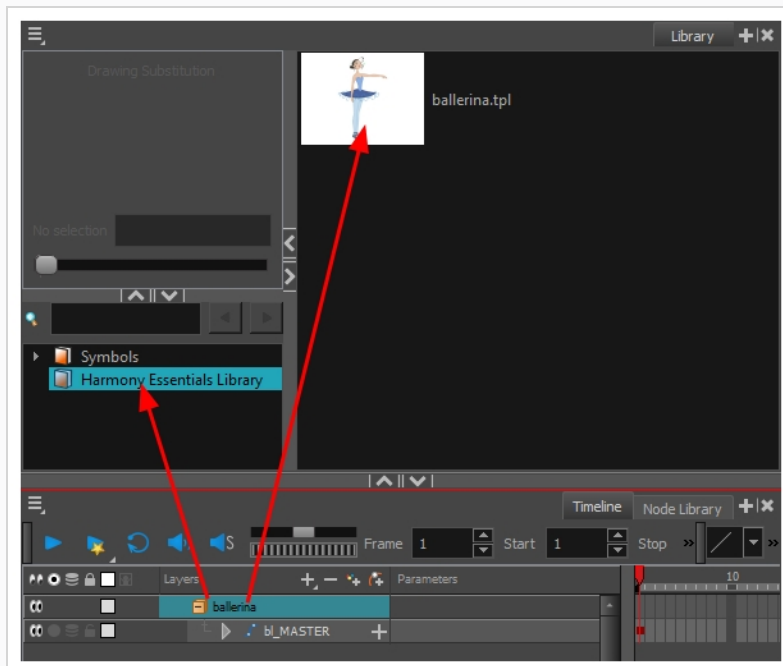 Library
Drawing Substitution
ballerina.tpl
No selection
Symbols
Harmony Essentials Library
Timeline
Node Library
S
Frame 1 Start 1 Stop
Layers Parameters 10
ballerina
bl_MASTER